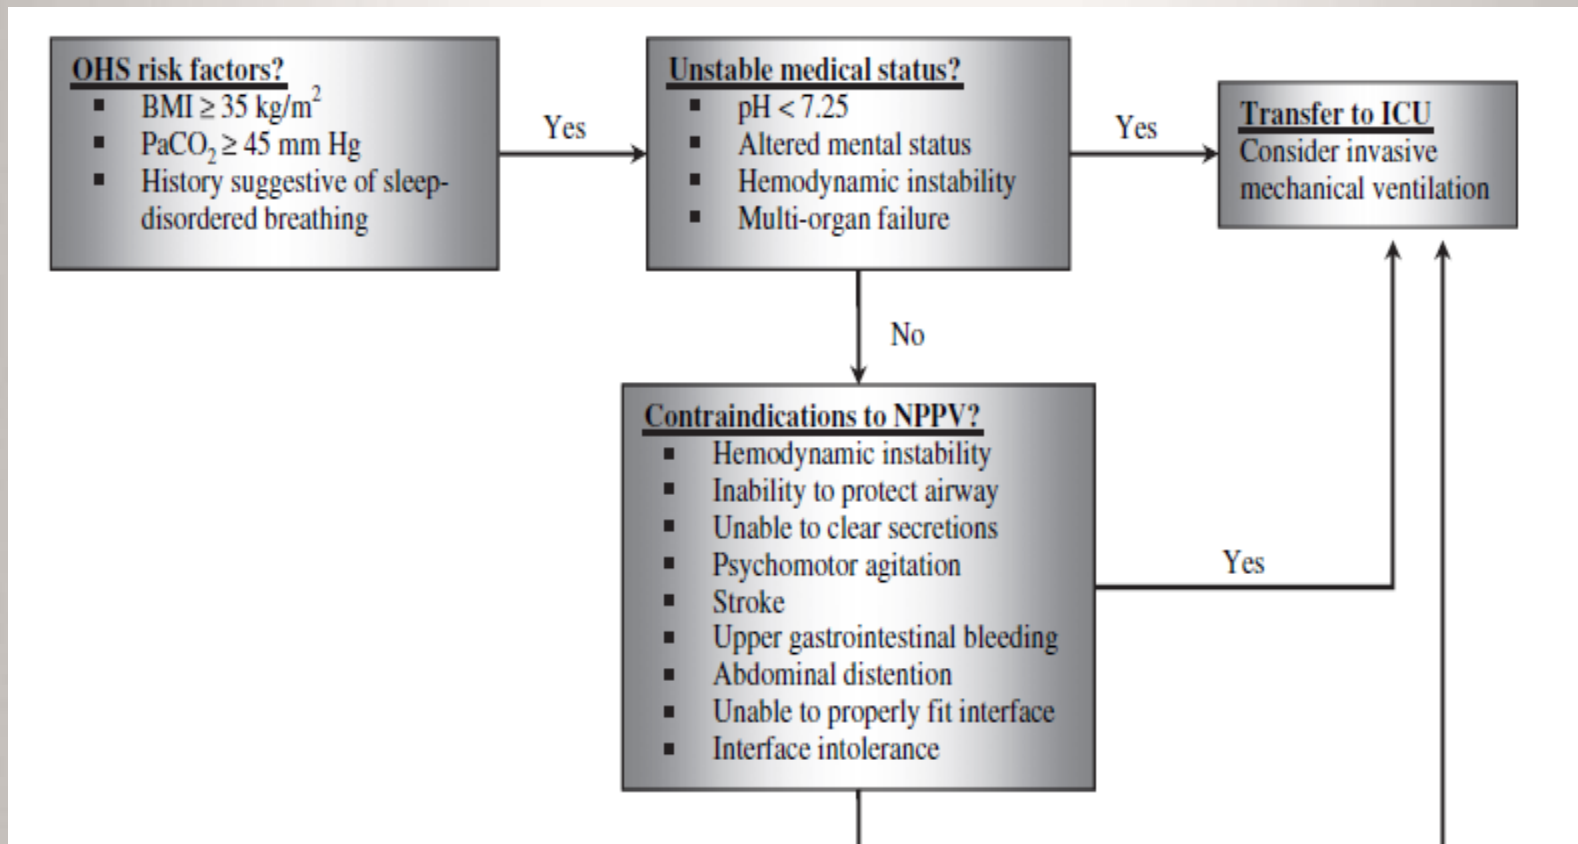 OHS risk factors?
▪ BMI ≥ 35 kg/m²
▪ PaCO₂ ≥ 45 mm Hg
▪ History suggestive of sleep-
disordered breathing
Yes
Unstable medical status?
▪ pH < 7.25
▪ Altered mental status
▪ Hemodynamic instability
▪ Multi-organ failure
Yes
Transfer to ICU
Consider invasive
mechanical ventilation
No
Contraindications to NPPV?
▪ Hemodynamic instability
▪ Inability to protect airway
▪ Unable to clear secretions
▪ Psychomotor agitation
▪ Stroke
▪ Upper gastrointestinal bleeding
▪ Abdominal distention
▪ Unable to properly fit interface
▪ Interface intolerance
Yes